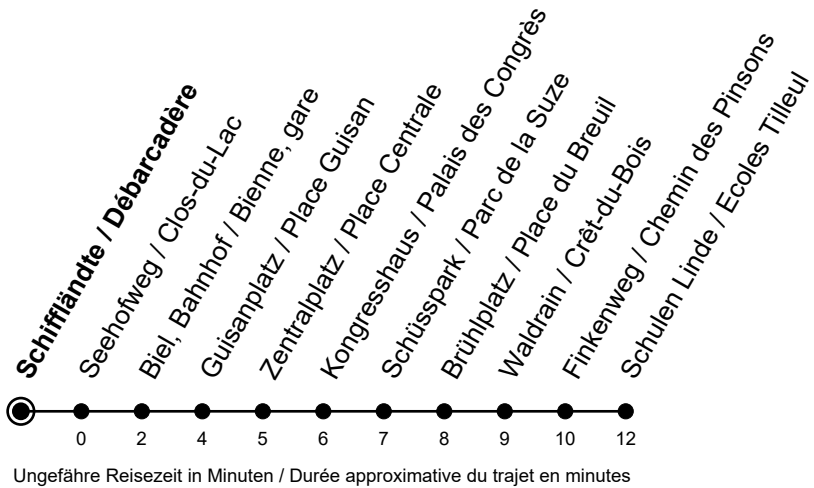 Schiffländte / Débarcadère
Seehofweg / Clos-du-Lac
Biel, Bahnhof / Bienne, gare
Guisanplatz / Place Guisan
Zentralplatz / Place Centrale
Kongresshaus / Palais des Congrès
Schüsspark / Parc de la Suze
Brühlplatz / Place du Breuil
Waldrain / Crêt-du-Bois
Finkenweg / Chemin des Pinsons
Schulen Linde / Ecoles Tilleul
0 2 4 5 6 7 8 9 10 12
Ungefähre Reisezeit in Minuten / Durée approximative du trajet en minutes